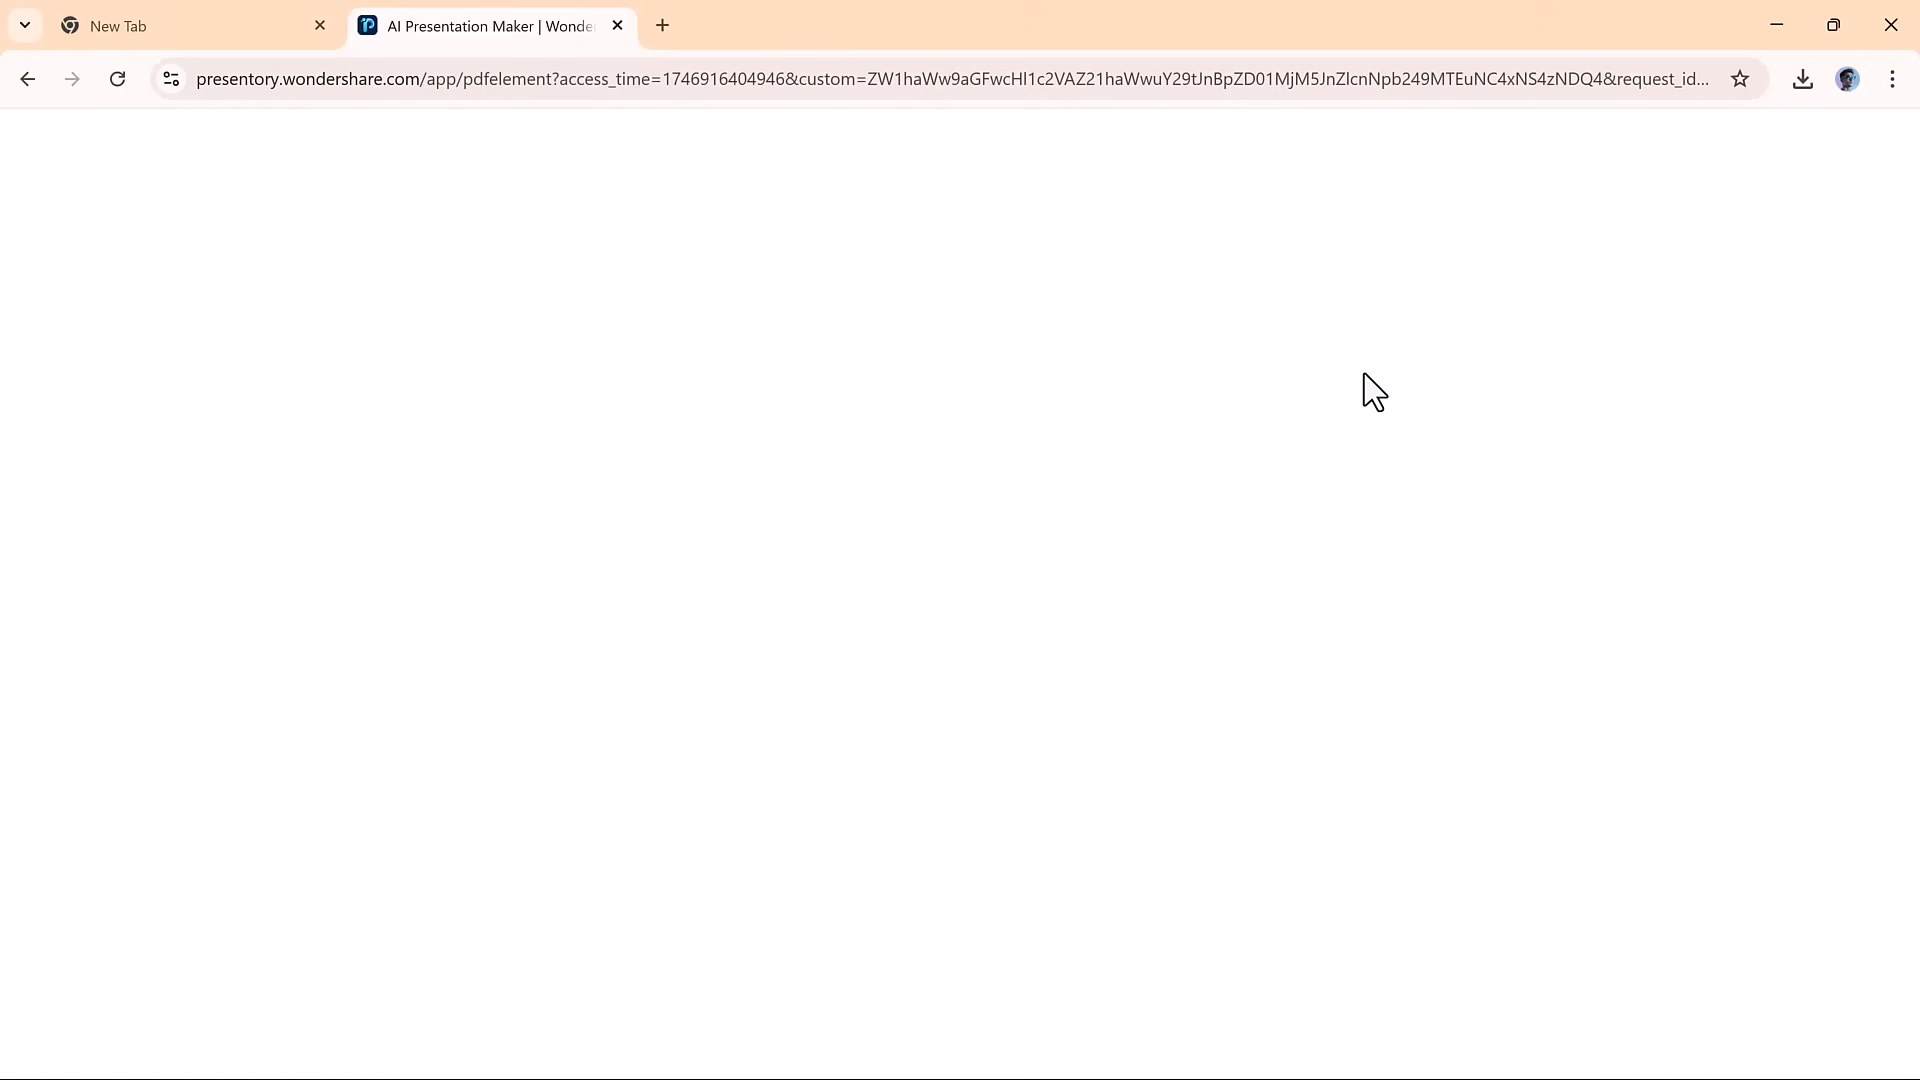 New Tab
AI Presentation Maker | Wonde
presentory.wondershare.com/app/pdfelement?access_time=1746916404946&custom=ZW1haWw9aGFwcHl1c2VAZ21haWwuY29tJnBpZD01MjM5JnZlcnNpb249MTEuNC4xNS4zNDQ4&request_id...